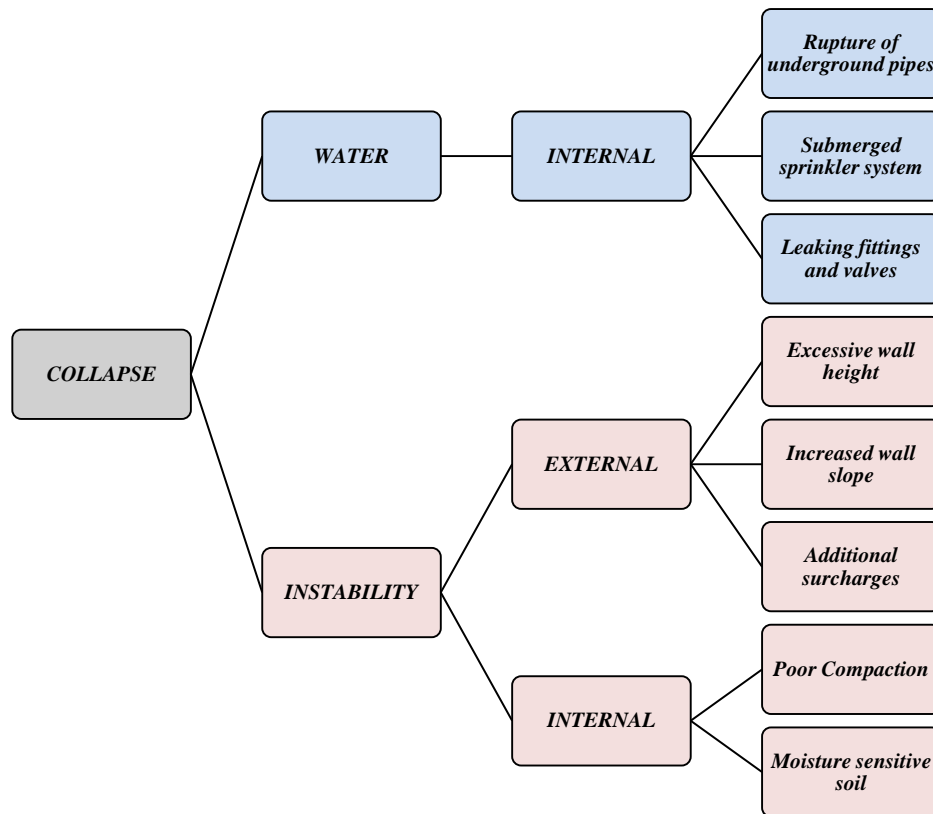 Rupture of
underground pipes
WATER
INTERNAL
Submerged
sprinkler system
Leaking fittings
and valves
COLLAPSE
Excessive wall
height
EXTERNAL
Increased wall
slope
Additional
surcharges
INSTABILITY
INTERNAL
Poor Compaction
Moisture sensitive
soil